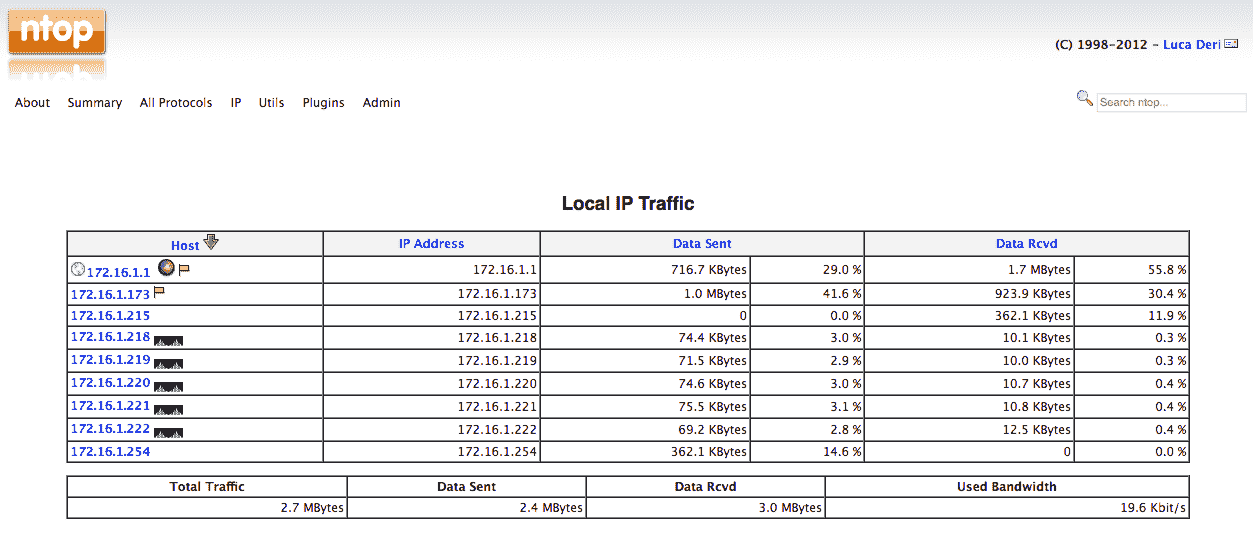 ntop
(C) 1998-2012 - Luca Deri
About Summary All Protocols IP Utils Plugins Admin
Search ntop...
Local IP Traffic
Host IP Address Data Sent Data Rcvd
172.16.1.1 172.16.1.1 716.7 KBytes 29.0 % 1.7 MBytes 55.8 %
172.16.1.173 172.16.1.173 1.0 MBytes 41.6 % 923.9 KBytes 30.4 %
172.16.1.215 172.16.1.215 0 0.0 % 362.1 KBytes 11.9 %
172.16.1.218 172.16.1.218 74.4 KBytes 3.0 % 10.1 KBytes 0.3 %
172.16.1.219 172.16.1.219 71.5 KBytes 2.9 % 10.0 KBytes 0.3 %
172.16.1.220 172.16.1.220 74.6 KBytes 3.0 % 10.7 KBytes 0.4 %
172.16.1.221 172.16.1.221 75.5 KBytes 3.1 % 10.8 KBytes 0.4 %
172.16.1.222 172.16.1.222 69.2 KBytes 2.8 % 12.5 KBytes 0.4 %
172.16.1.254 172.16.1.254 362.1 KBytes 14.6 % 0 0.0 %
Total Traffic Data Sent Data Rcvd Used Bandwidth
2.7 MBytes 2.4 MBytes 3.0 MBytes 19.6 Kbit/s